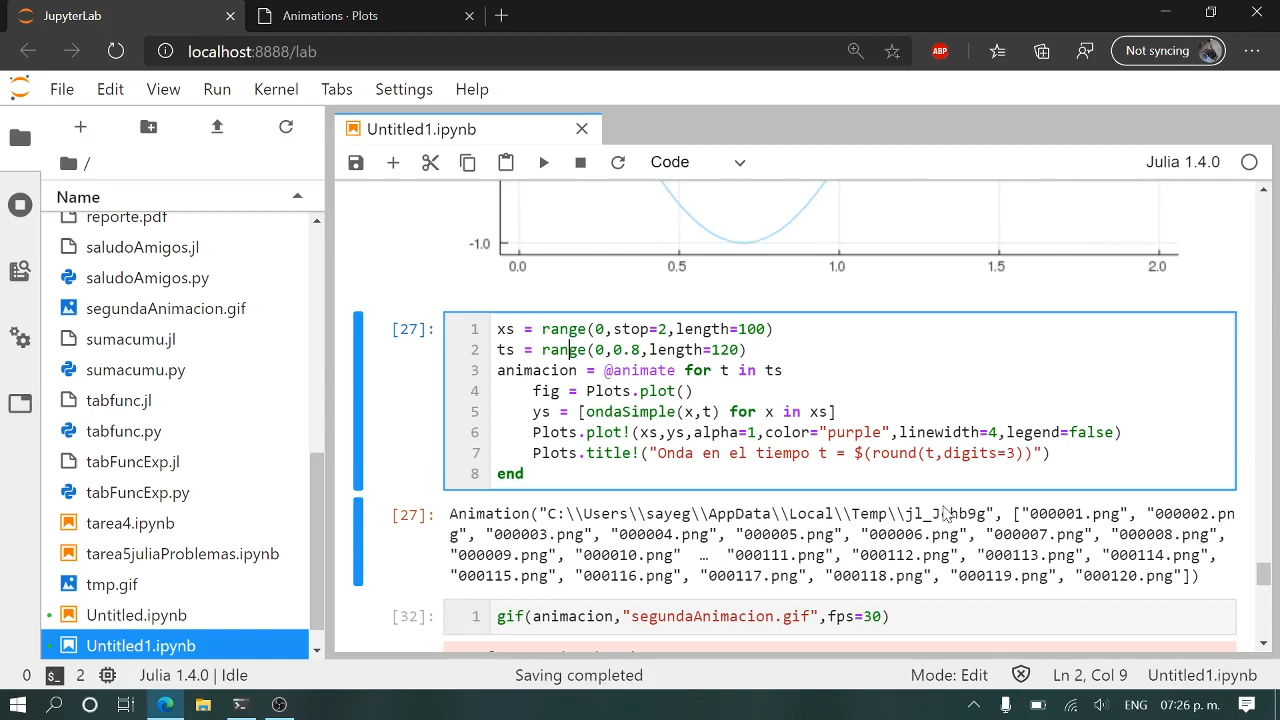 JupyterLab
Animations · Plots
localhost:8888/lab
ABP
Not syncing
File Edit View Run Kernel Tabs Settings Help
Untitled1.ipynb
Code
Julia 1.4.0
/
Name
reporte.pdf
saludoAmigos.jl
saludoAmigos.py
segundaAnimacion.gif
sumacumu.jl
sumacumu.py
tabfunc.jl
tabfunc.py
tabFuncExp.jl
tabFuncExp.py
tarea4.ipynb
tarea5juliaProblemas.ipynb
tmp.gif
Untitled.ipynb
Untitled1.ipynb
-1.0
0.0 0.5 1.0 1.5 2.0
[27]:
1 xs = range(0,stop=2,length=100)
2 ts = range(0,0.8,length=120)
3 animacion = @animate for t in ts
4 fig = Plots.plot()
5 ys = [ondaSimple(x,t) for x in xs]
6 Plots.plot!(xs,ys,alpha=1,color="purple",linewidth=4,legend=false)
7 Plots.title!("Onda en el tiempo t = $(round(t,digits=3))")
8 end
[27]:
Animation("C:\\Users\\sayeg\\AppData\\Local\\Temp\\ ["000001.png", "000002.pn
g", "000003.png", "000004.png", "000005.png", "000006.png", "000007.png", "000008.png",
"000009.png", "000010.png" … "000111.png", "000112.png", "000113.png", "000114.png",
"000115.png", "000116.png", "000117.png", "000118.png", "000119.png", "000120.png"])
[32]:
1 gif(animacion,"segundaAnimacion.gif",fps=30)
0 2 Julia 1.4.0 | Idle
Saving completed
Mode: Edit Ln 2, Col 9 Untitled1.ipynb
ENG 07:26 p. m.